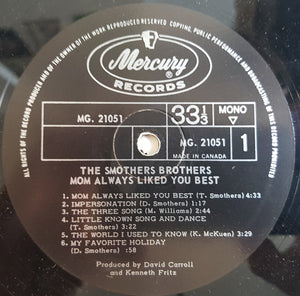 ALL RIGHTS OF THE RECORD PRODUCER AND OF THE OWNER OF THE WORK REPRODUCED RESERVED. COPYING, PUBLIC PERFORMANCE AND BROADCASTING OF THIS RECORD PROHIBITED
Mercury
RECORDS
MG. 21051
33 1/3
MONO
MG. 21051
MADE IN CANADA
1
THE SMOTHERS BROTHERS
MOM ALWAYS LIKED YOU BEST
1. MOM ALWAYS LIKED YOU BEST (T. Smothers) 4:33
2. IMPERSONATION (D. Smothers) 1:17
3. THE THREE SONG (M. Williams) 2:44
4. LITTLE KNOWN SONG AND DANCE
(T. Smothers) 3:22
5. THE WORLD I USED TO KNOW (R. McKuen) 3:29
6. MY FAVORITE HOLIDAY
(D. Smothers) :58
Produced by David Carroll
and Kenneth Fritz